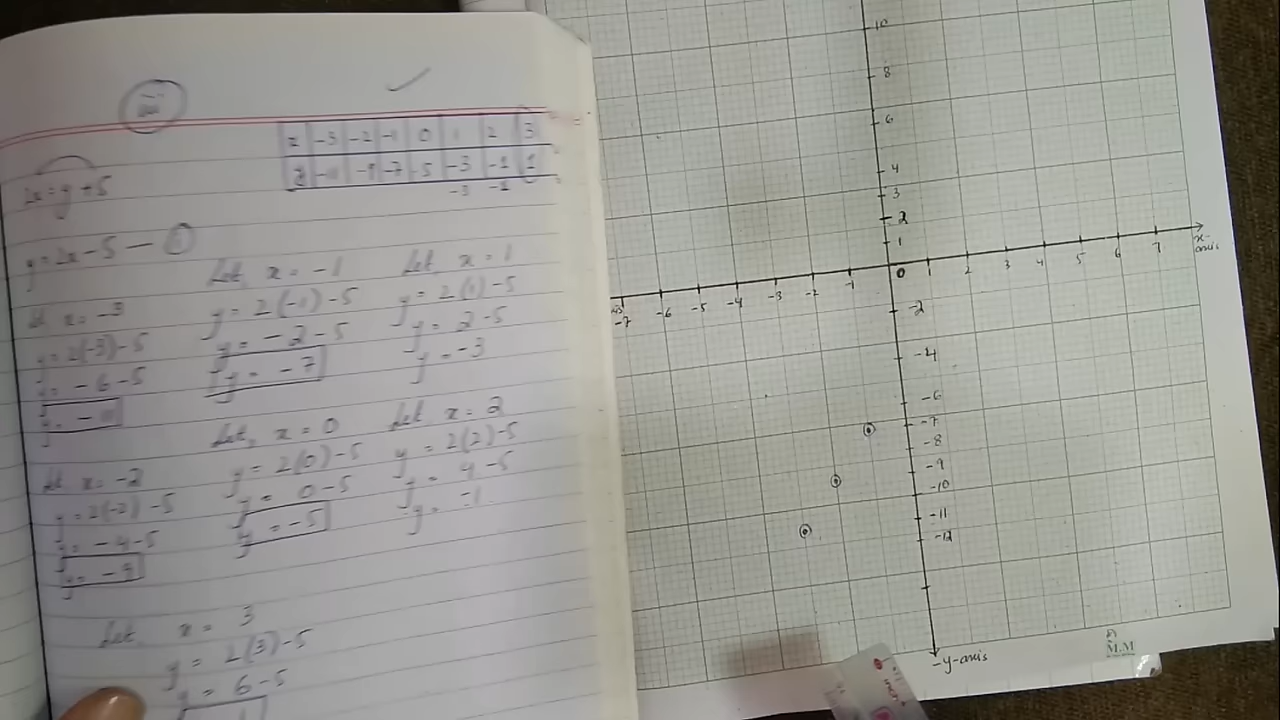 iii
x -3 -2 -1 0 1 2 3
y -11 -9 -7 -5 -3 -1 1
-3 -1
2x = y + 5
y = 2x - 5 — ①
Let x = -3
y = 2(-3) - 5
y = -6 - 5
y = -11
Let x = -2
y = 2(-2) - 5
y = -4 - 5
y = -9
Let, x = -1
y = 2(-1) - 5
y = -2 - 5
y = -7
Let, x = 0
y = 2(0) - 5
y = 0 - 5
y = -5
Let, x = 1
y = 2(1) - 5
y = 2 - 5
y = -3
Let x = 2
y = 2(2) - 5
y = 4 - 5
y = -1
Let x = 3
y = 2(3) - 5
y = 6 - 5
10
8
6
4
3
2
1
0
-7 -6 -5 -4 -3 -2 -1
2 3 4 5 6 7
x-axis
-2
-4
-6
-7
-8
-9
-10
-11
-12
-y-axis
M.M